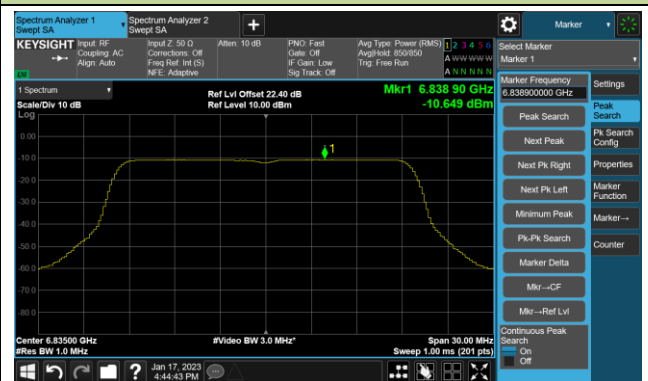 Spectrum Analyzer 1
Swept SA
Spectrum Analyzer 2
Swept SA
+
Marker
KEYSIGHT
Input: RF
Coupling: AC
Align: Auto
Input Z: 50 Ω
Corrections: Off
Freq Ref: Int (S)
NFE: Adaptive
Atten: 10 dB
PNO: Fast
Gate: Off
IF Gain: Low
Sig Track: Off
Avg Type: Power (RMS)
Avg|Hold: 850/850
Trig: Free Run
1 2 3 4 5 6
A W W W W W
A N N N N N
LXI
Select Marker
Marker 1
1 Spectrum
Scale/Div 10 dB
Log
Ref Lvl Offset 22.40 dB
Ref Level 10.00 dBm
Mkr1 6.838 90 GHz
-10.649 dBm
0.00
-10.0
-20.0
-30.0
-40.0
-50.0
-60.0
-70.0
-80.0
1
Center 6.83500 GHz
#Res BW 1.0 MHz
#Video BW 3.0 MHz*
Span 30.00 MHz
Sweep 1.00 ms (201 pts)
Marker Frequency
6.838900000 GHz
Peak Search
Next Peak
Next Pk Right
Next Pk Left
Minimum Peak
Pk-Pk Search
Marker Delta
Mkr→CF
Mkr→Ref Lvl
Continuous Peak
Search
On
Off
Settings
Peak
Search
Pk Search
Config
Properties
Marker
Function
Marker→
Counter
?
Jan 17, 2023
4:44:43 PM